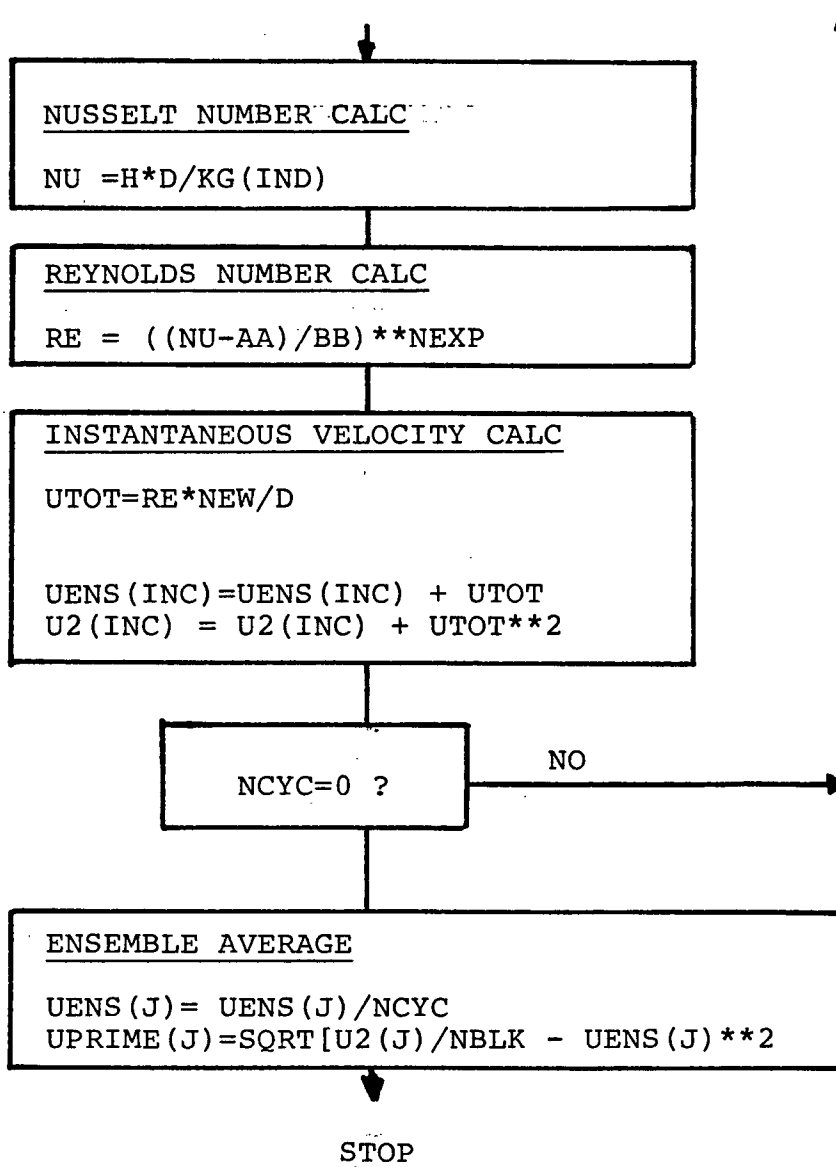 NUSSELT NUMBER CALC
NU =H*D/KG(IND)
REYNOLDS NUMBER CALC
RE = ((NU-AA)/BB)**NEXP
INSTANTANEOUS VELOCITY CALC
UTOT=RE*NEW/D
UENS(INC)=UENS(INC) + UTOT
U2(INC) = U2(INC) + UTOT**2
NCYC=0 ?
NO
ENSEMBLE AVERAGE
UENS(J)= UENS(J)/NCYC
UPRIME(J)=SQRT[U2(J)/NBLK - UENS(J)**2
STOP